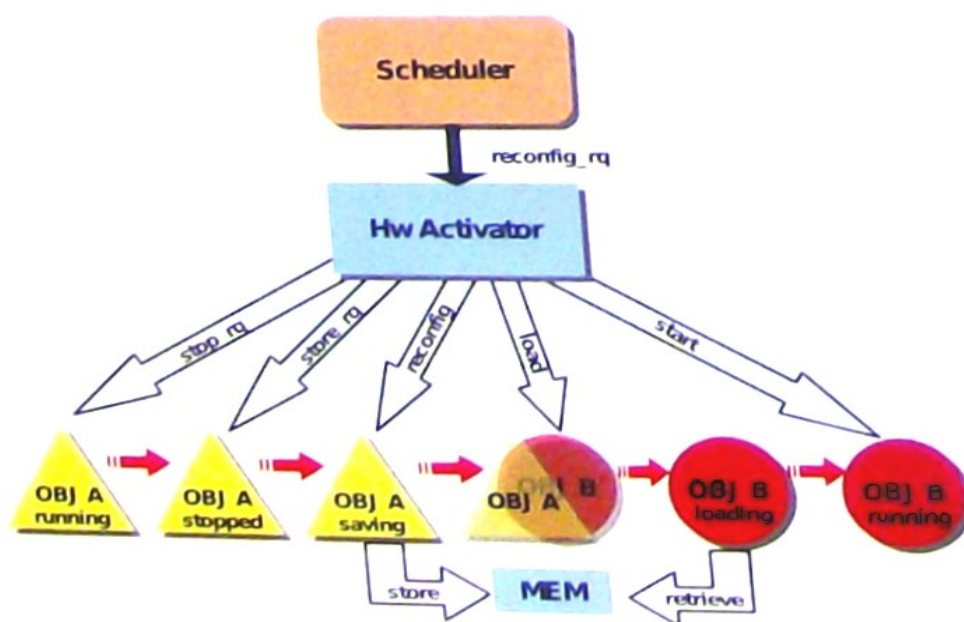 Scheduler
reconfig_rq
Hw Activator
stop_rq
store_rq
reconfig
load
start
OBJ A
running
OBJ A
stopped
OBJ A
saving
OBJ A
OBJ B
OBJ B
loading
OBJ B
running
store
MEM
retrieve